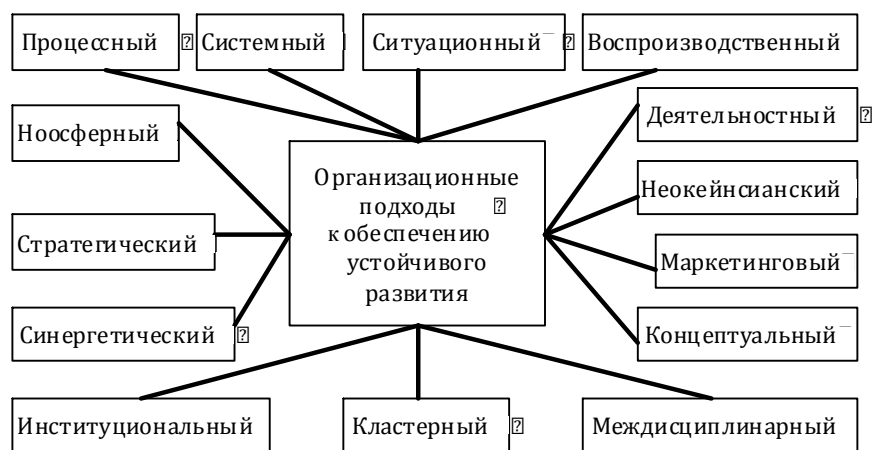 Процессный
Системный
Ситуационный
Воспроизводственный
Ноосферный
Деятельностный
Организационные
подходы
к обеспечению
устойчивого
развития
Неокейнсианский
Стратегический
Маркетинговый
Синергетический
Концептуальный
Институциональный
Кластерный
Междисциплинарный